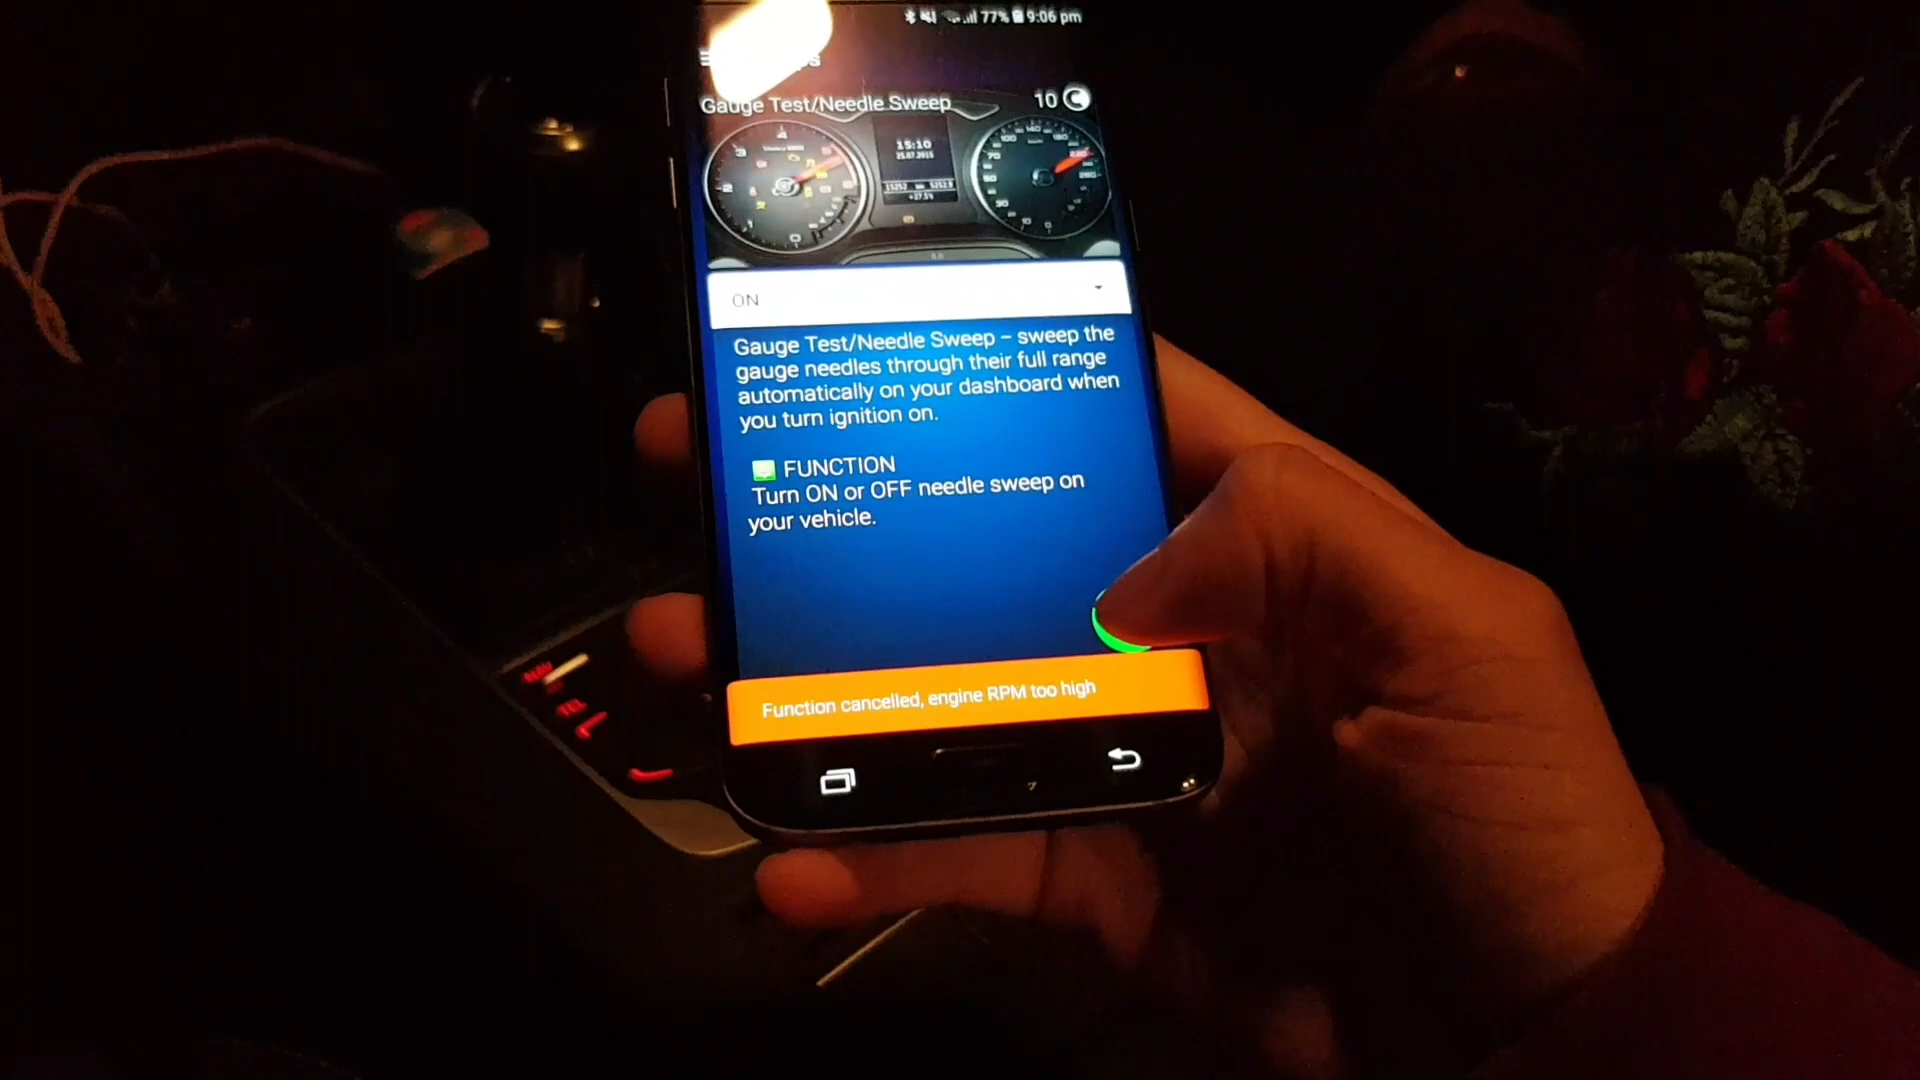 77% 9:06 pm
Gauge Test/Needle Sweep 10
15:10
ON
Gauge Test/Needle Sweep – sweep the
gauge needles through their full range
automatically on your dashboard when
you turn ignition on.
FUNCTION
Turn ON or OFF needle sweep on
your vehicle.
Function cancelled, engine RPM too high
NAV
TEL